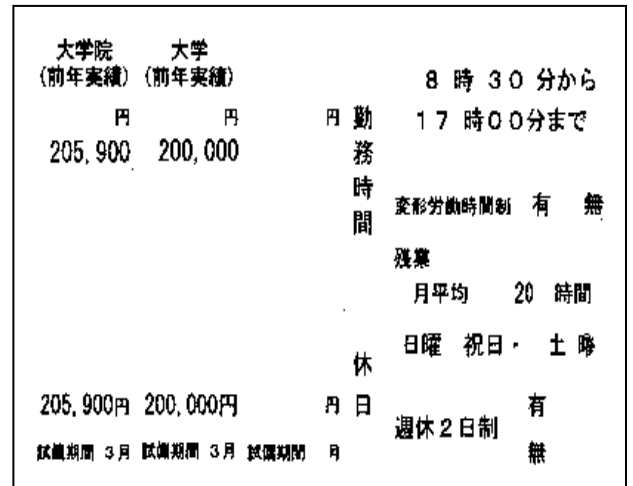 大学院 大学
(前年実績) (前年実績)
円 円 円
205,900 200,000
205,900円 200,000円 円
試傭期間 3月 試傭期間 3月 試傭期間 月
勤務時間
8 時 30 分から
17 時00分まで
変形労働時間制 有 無
残業
月平均 20 時間
休日
日曜 祝日・ 土 曜
週休2日制 有
無